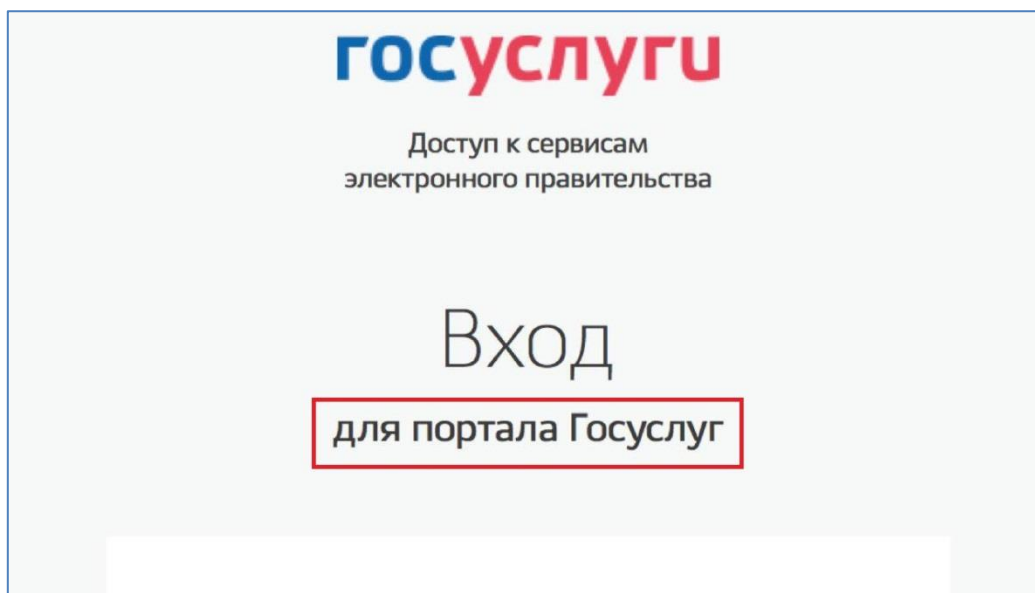 госуслуги
Доступ к сервисам
электронного правительства
Вход
для портала Госуслуг